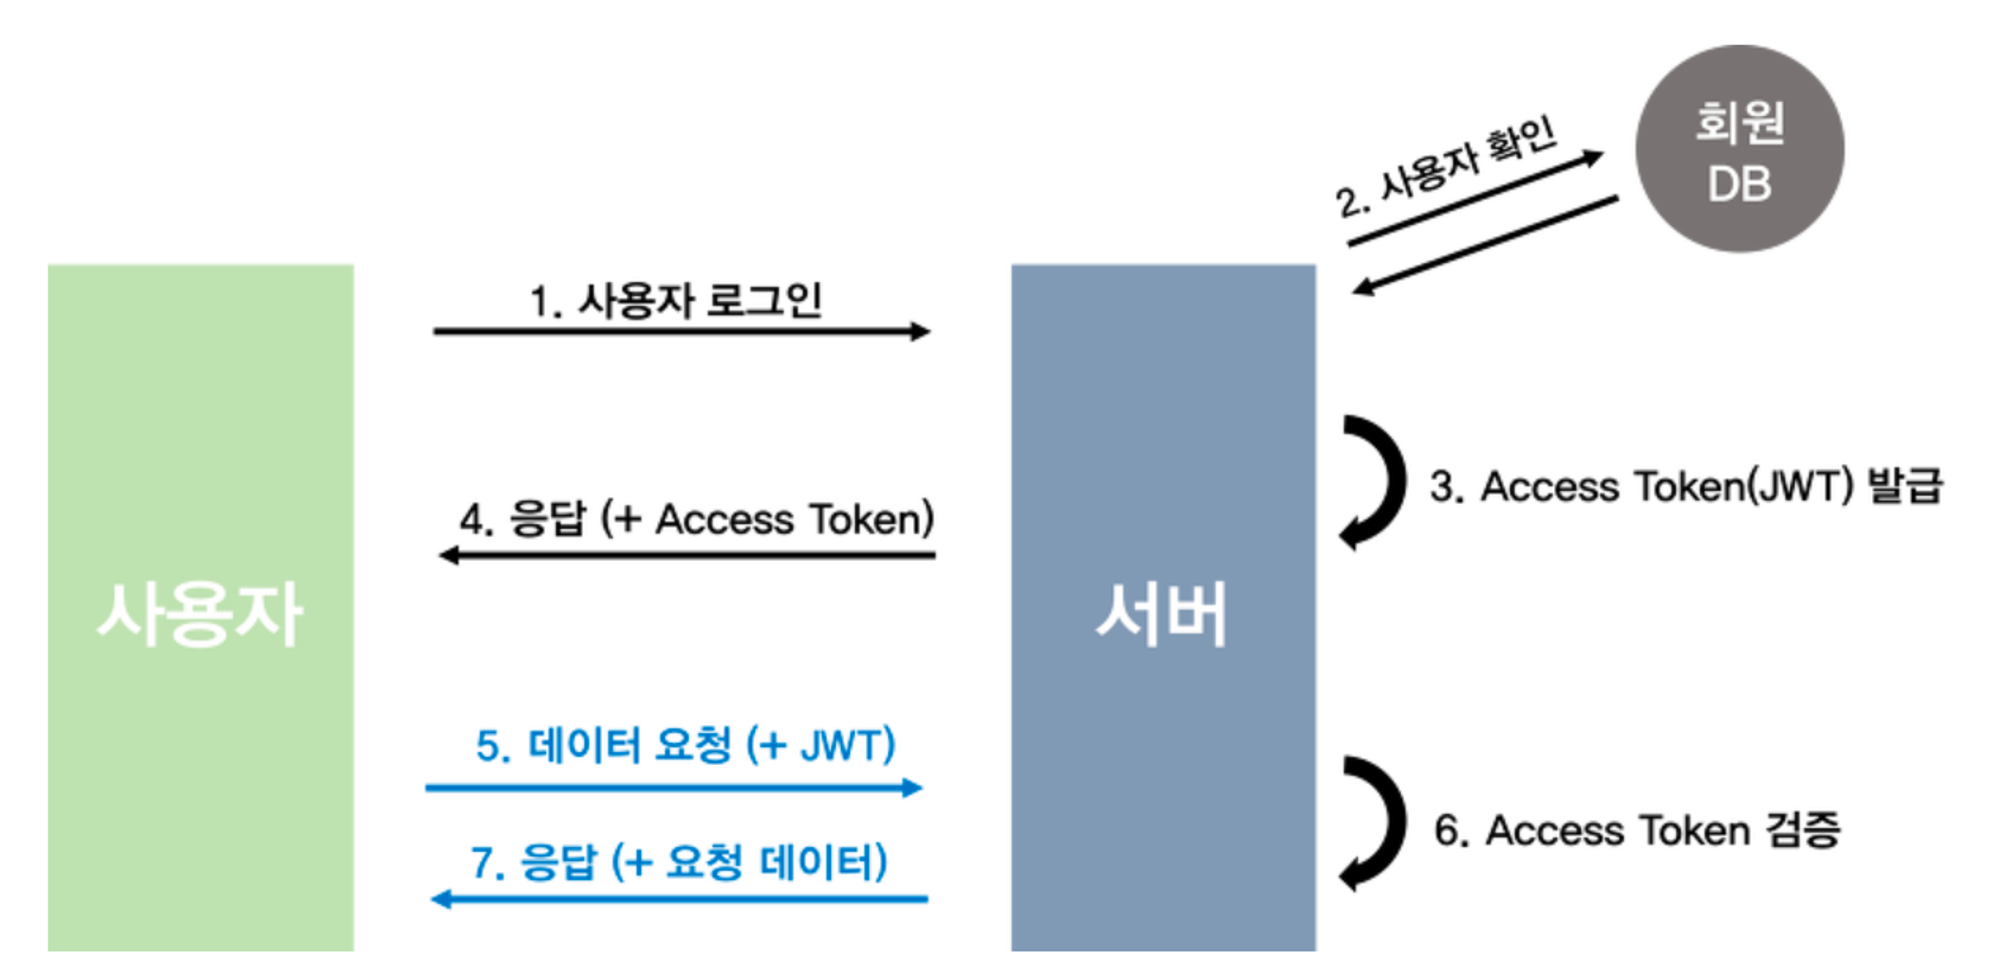 회원
DB
2. 사용자 확인
1. 사용자 로그인
3. Access Token(JWT) 발급
4. 응답 (+ Access Token)
사용자
서버
5. 데이터 요청 (+ JWT)
6. Access Token 검증
7. 응답 (+ 요청 데이터)